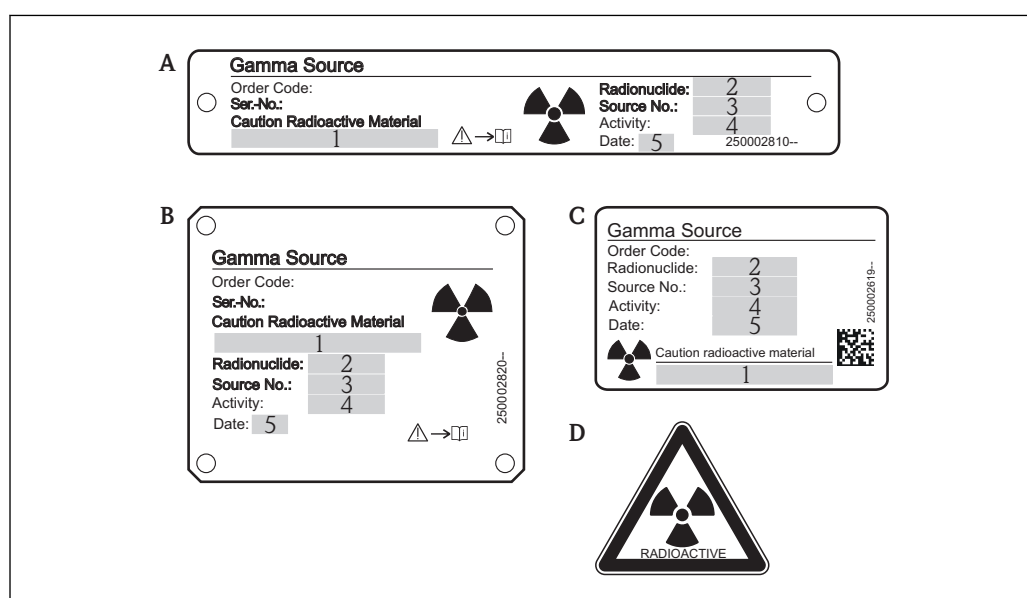 A
Gamma Source
Order Code:
Ser.-No.:
Caution Radioactive Material
1
Radionuclide: 2
Source No.: 3
Activity: 4
Date: 5
250002810--
B
Gamma Source
Order Code:
Ser.-No.:
Caution Radioactive Material
1
Radionuclide: 2
Source No.: 3
Activity: 4
Date: 5
250002820--
C
Gamma Source
Order Code:
Radionuclide: 2
Source No.: 3
Activity: 4
Date: 5
250002619--
Caution radioactive material
1
D
RADIOACTIVE